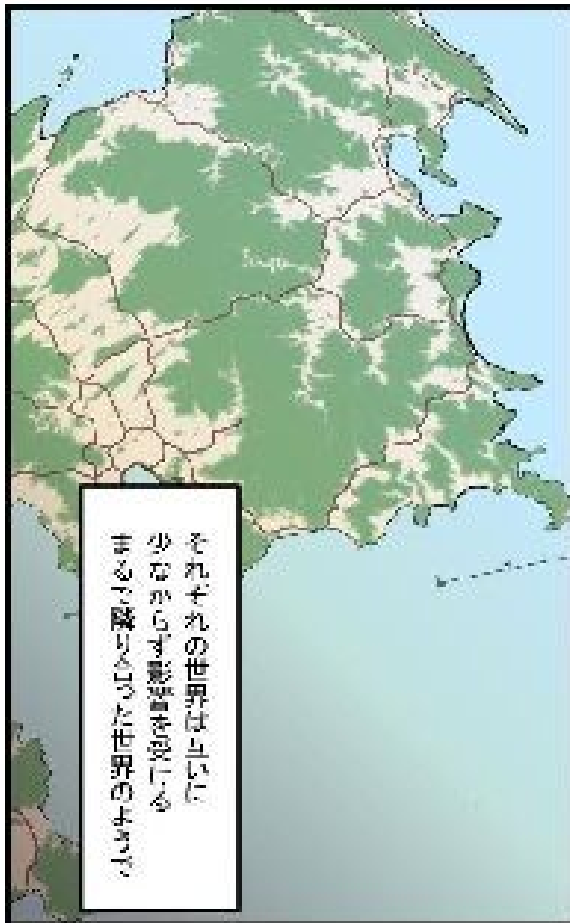 それぞれの世界は互いに
少なからず影響を受ける
まるで隣り合った世界のように